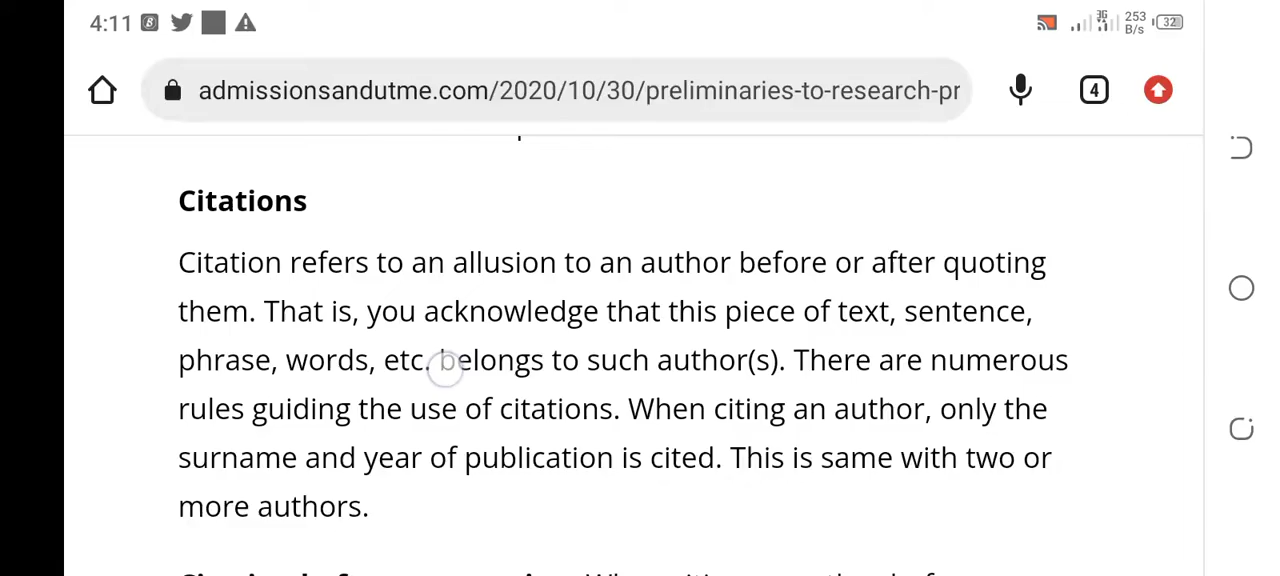 4:11
3G 253 B/s 32
admissionsandutme.com/2020/10/30/preliminaries-to-research-pr
4
Citations
Citation refers to an allusion to an author before or after quoting
them. That is, you acknowledge that this piece of text, sentence,
phrase, words, etc. belongs to such author(s). There are numerous
rules guiding the use of citations. When citing an author, only the
surname and year of publication is cited. This is same with two or
more authors.